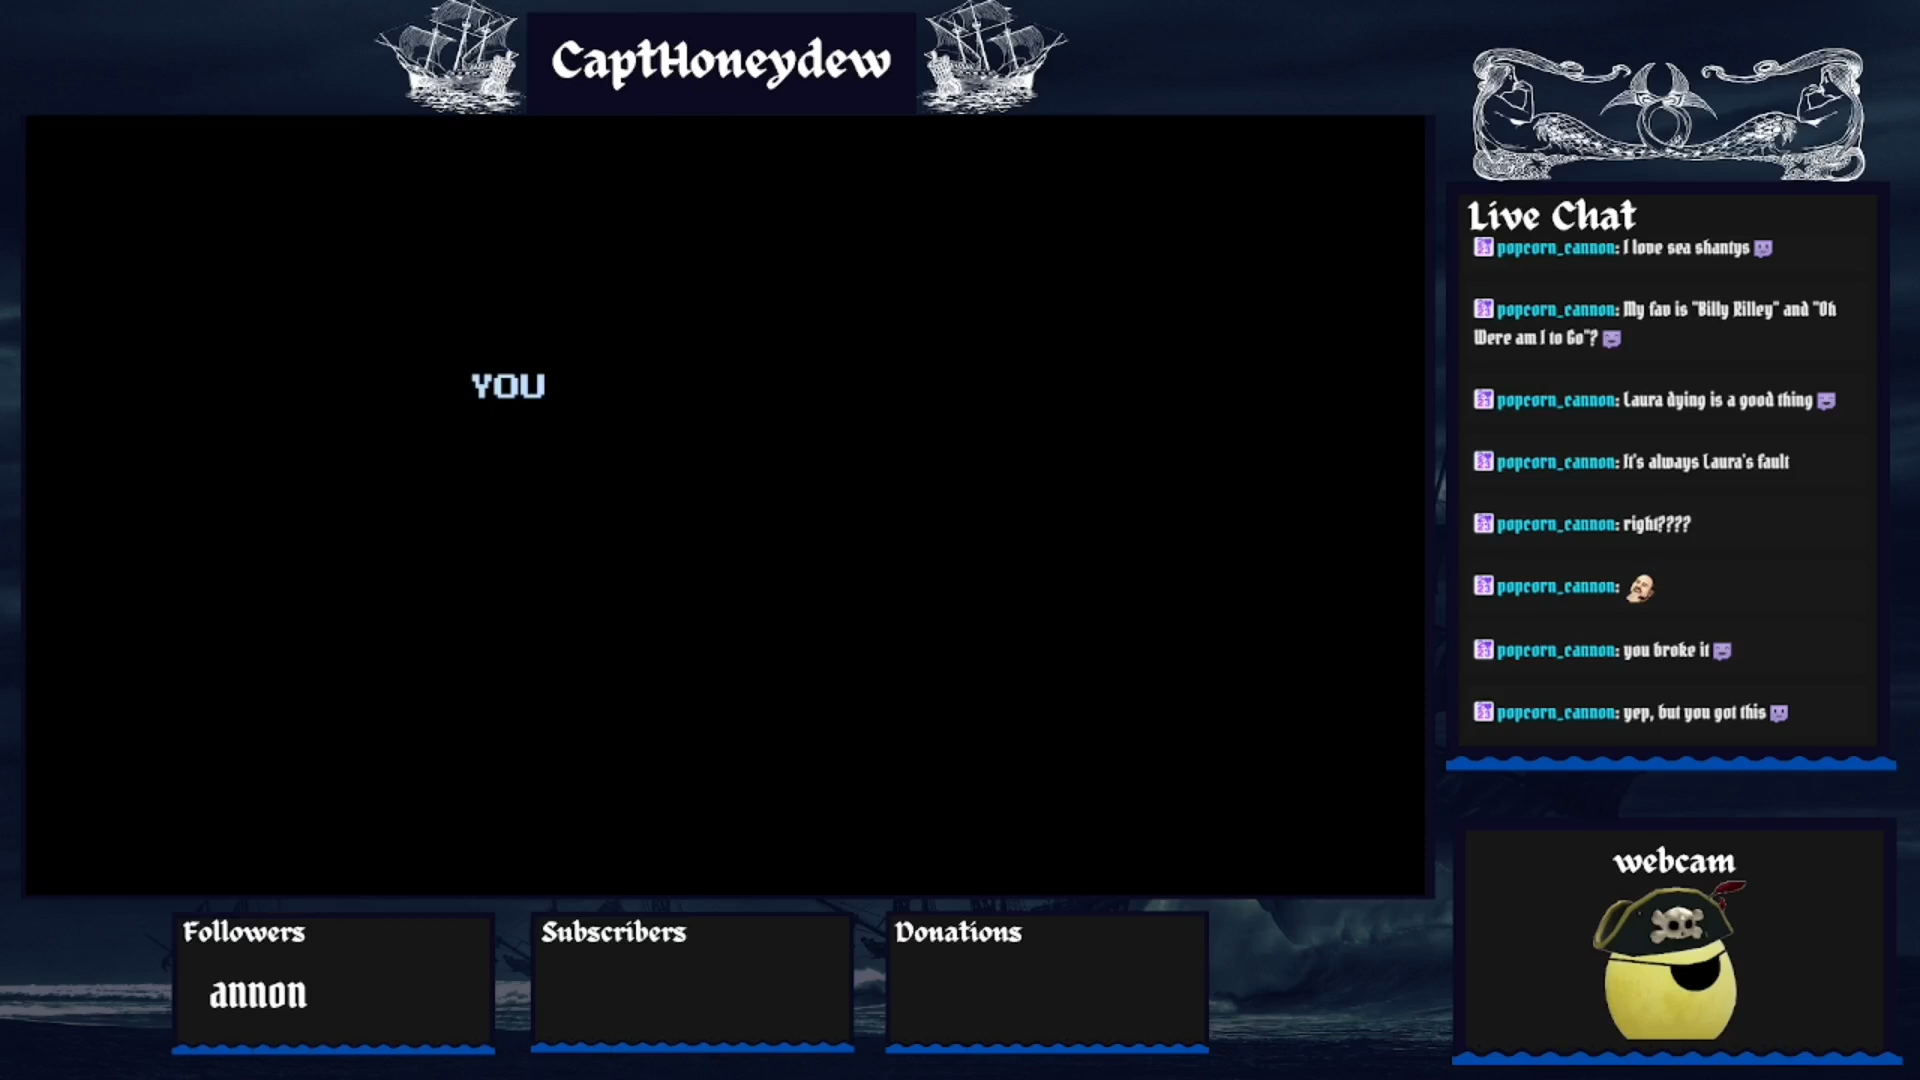 CaptHoneydew
YOU
Live Chat
popcorn_cannon: I love sea shantys
popcorn_cannon: My fav is "Billy Rilley" and "Oh
Were am I to Go"?
popcorn_cannon: Laura dying is a good thing
popcorn_cannon: It's always Laura's fault
popcorn_cannon: right????
popcorn_cannon:
popcorn_cannon: you broke it
popcorn_cannon: yep, but you got this
webcam
Followers
annon
Subscribers
Donations